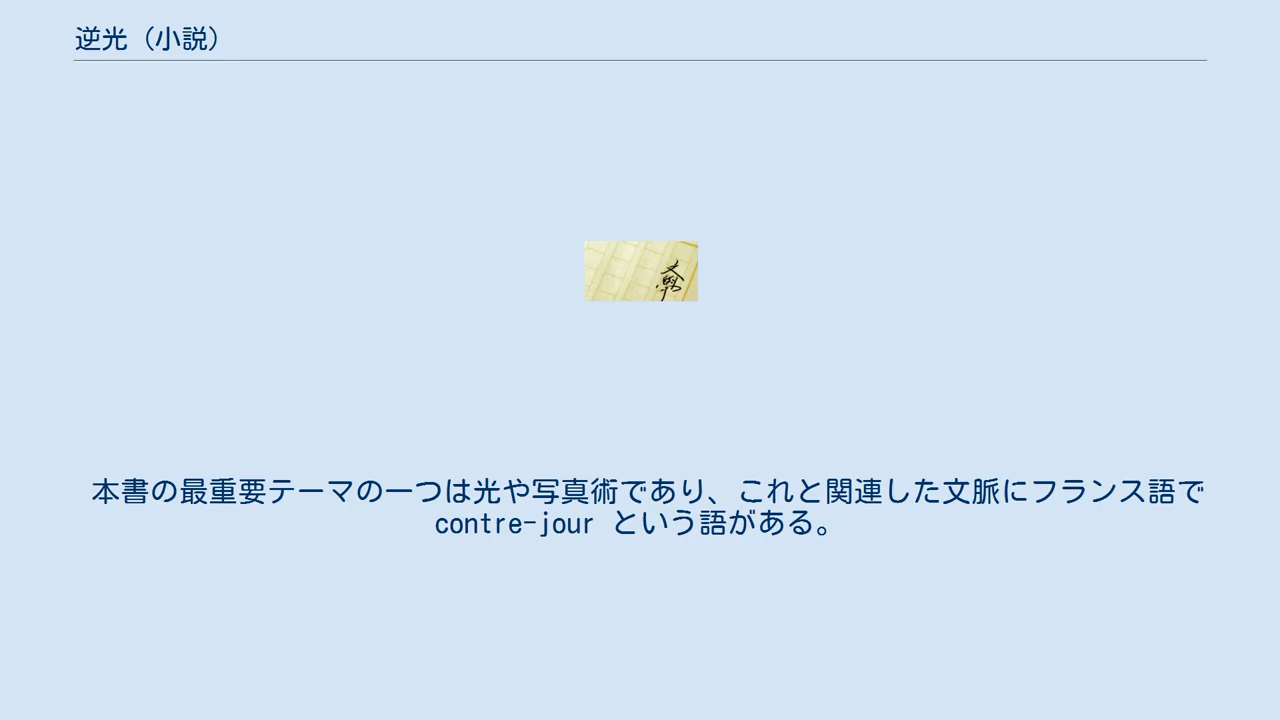 逆光（小説）
本書の最重要テーマの一つは光や写真術であり、これと関連した文脈にフランス語で
contre-jour という語がある。